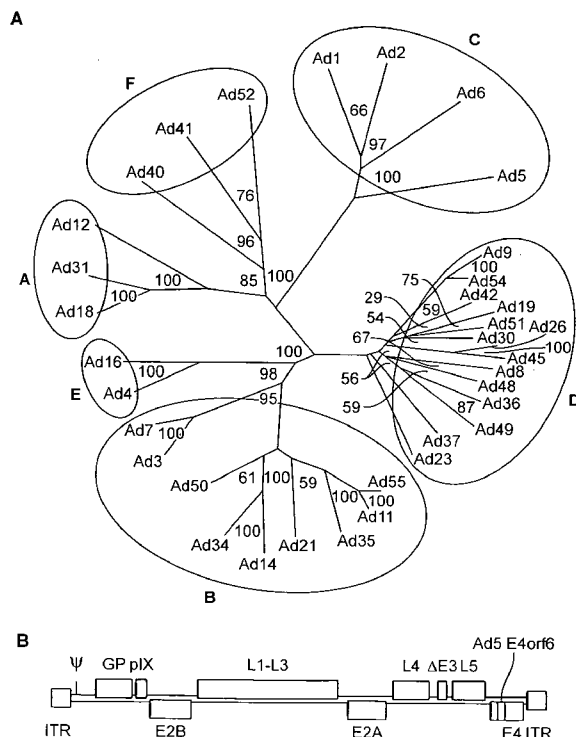 A
C
F
Ad1
Ad2
Ad52
Ad6
Ad41
66
97
Ad40
100
Ad5
76
Ad12
96
Ad9
A
Ad31
100
85
100
75
100
Ad54
Ad42
Ad18
100
29
59
Ad19
54
Ad51
Ad30
Ad26
67
Ad16
100
Ad45
100
Ad8
100
98
56
Ad48
E
Ad4
59
Ad36
95
87
D
Ad7
Ad49
100
Ad37
Ad3
Ad23
Ad50
61
100
59
Ad55
100
100
Ad11
100
Ad34
Ad21
Ad35
Ad14
B
B
Ad5 E4orf6
Ψ
GP pIX
L1-L3
L4 ΔE3 L5
ITR
E2B
E2A
E4 ITR